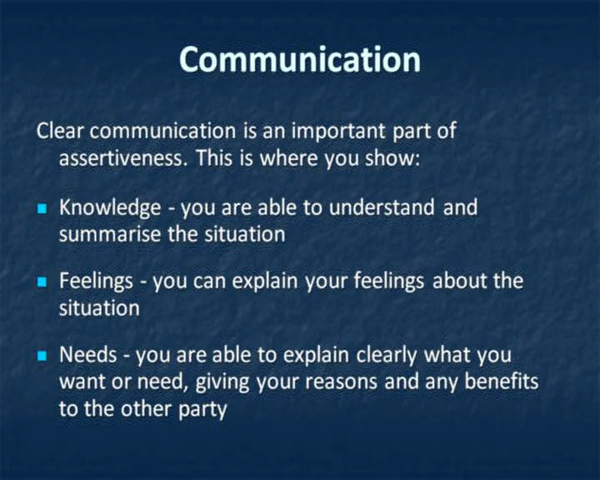 Communication
Clear communication is an important part of
assertiveness. This is where you show:
Knowledge - you are able to understand and
summarise the situation
Feelings - you can explain your feelings about the
situation
Needs - you are able to explain clearly what you
want or need, giving your reasons and any benefits
to the other party